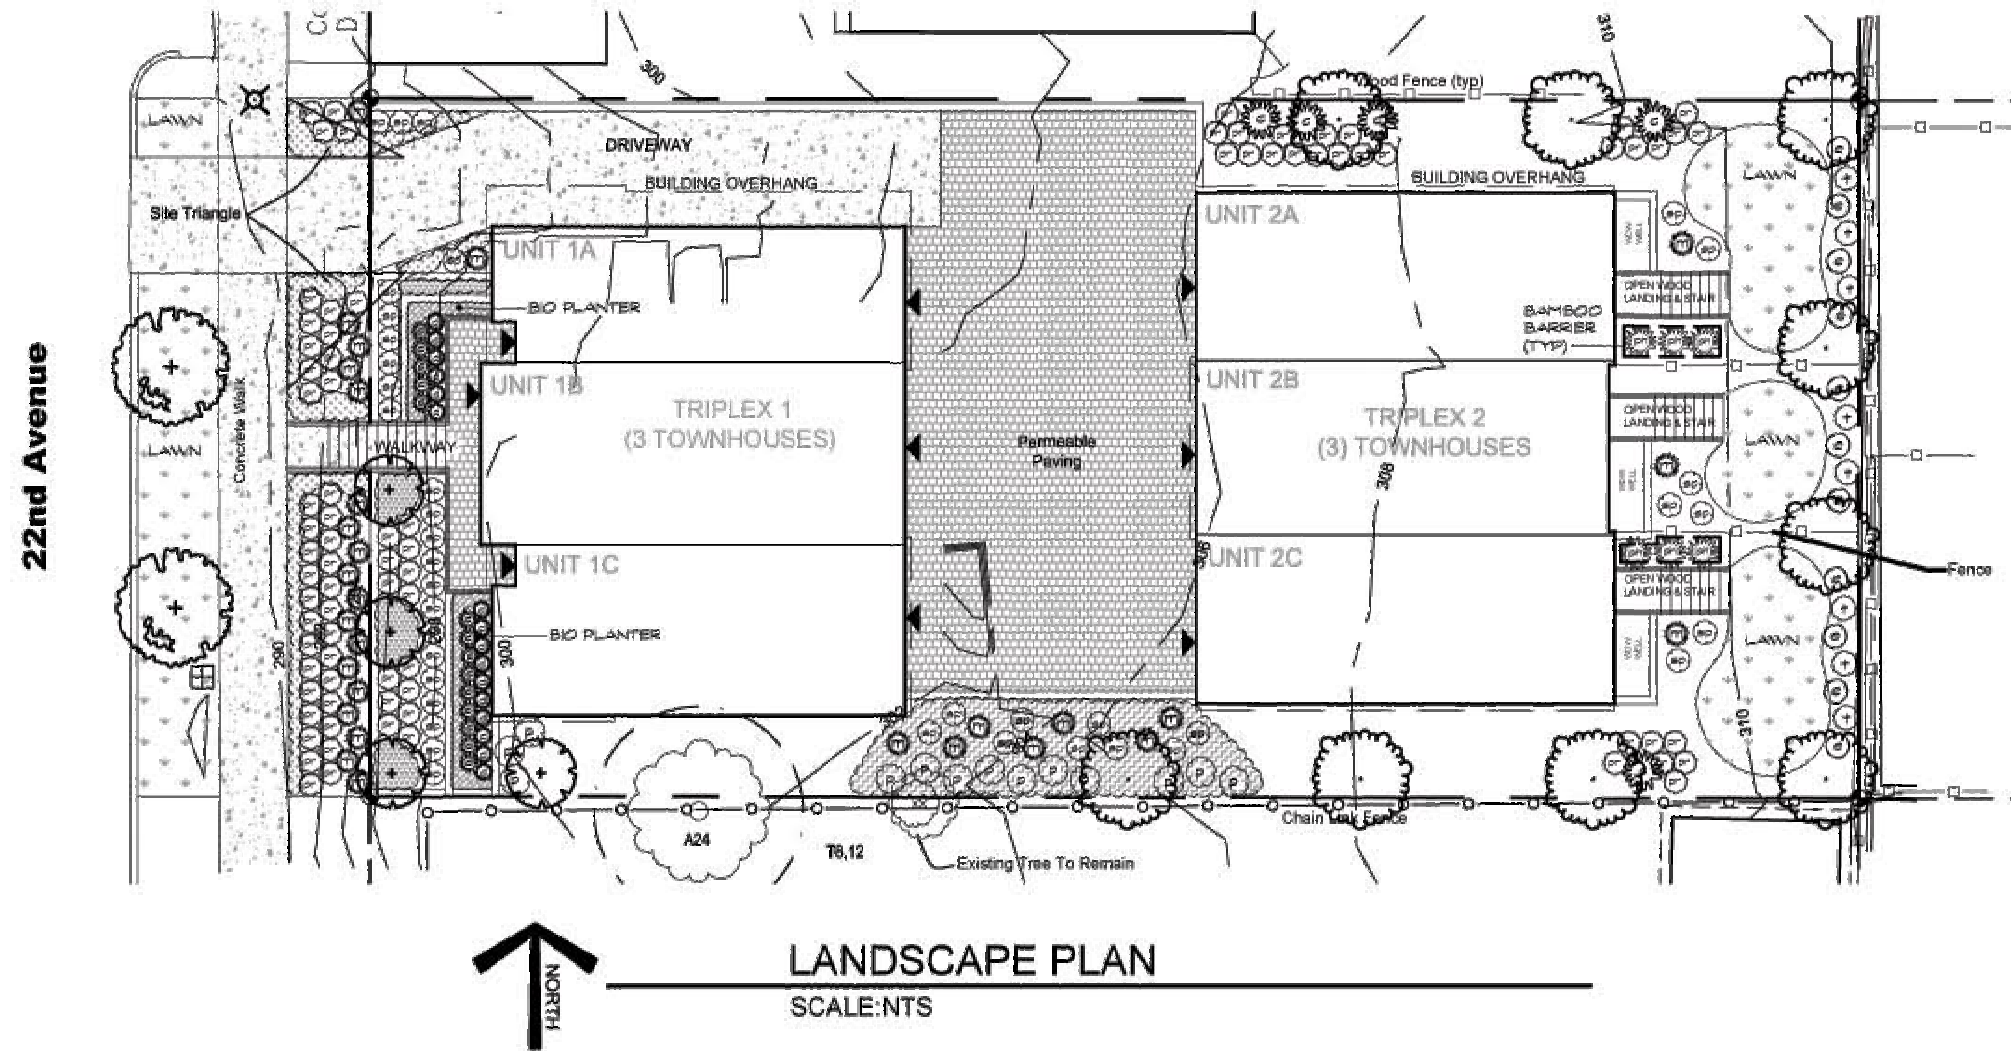 300
310
Wood Fence (typ)
LAWN
DRIVEWAY
BUILDING OVERHANG
BUILDING OVERHANG
LAWN
Site Triangle
UNIT 1A
UNIT 2A
BIO PLANTER
OPEN WOOD
LANDING & STAIR
BAMBOO
BARRIER
(TYP)
UNIT 1B
UNIT 2B
TRIPLEX 1
(3 TOWNHOUSES)
TRIPLEX 2
(3) TOWNHOUSES
OPEN WOOD
LANDING & STAIR
22nd Avenue
Concrete Walk
LAWN
WALKWAY
Permeable
Paving
LAWN
308
308
UNIT 1C
UNIT 2C
Fence
OPEN WOOD
LANDING & STAIR
BIO PLANTER
290
300
LAWN
310
A24
T8,12
Chain Link Fence
Existing Tree To Remain
NORTH
LANDSCAPE PLAN
SCALE:NTS